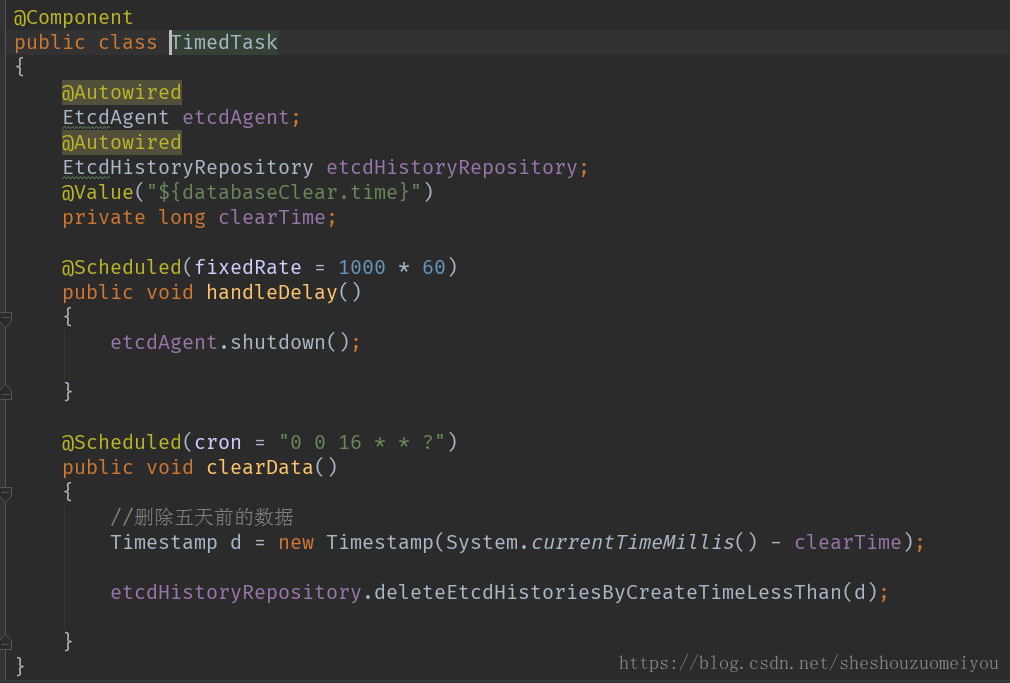 @Component
public class TimedTask
{
    @Autowired
    EtcdAgent etcdAgent;
    @Autowired
    EtcdHistoryRepository etcdHistoryRepository;
    @Value("${databaseClear.time}")
    private long clearTime;
    @Scheduled(fixedRate = 1000 * 60)
    public void handleDelay()
    {
        etcdAgent.shutdown();
    }
    @Scheduled(cron = "0 0 16 * * ?")
    public void clearData()
    {
        //删除五天前的数据
        Timestamp d = new Timestamp(System.currentTimeMillis() - clearTime);
        etcdHistoryRepository.deleteEtcdHistoriesByCreateTimeLessThan(d);
    }
}
https://blog.csdn.net/sheshouzuomeiyou